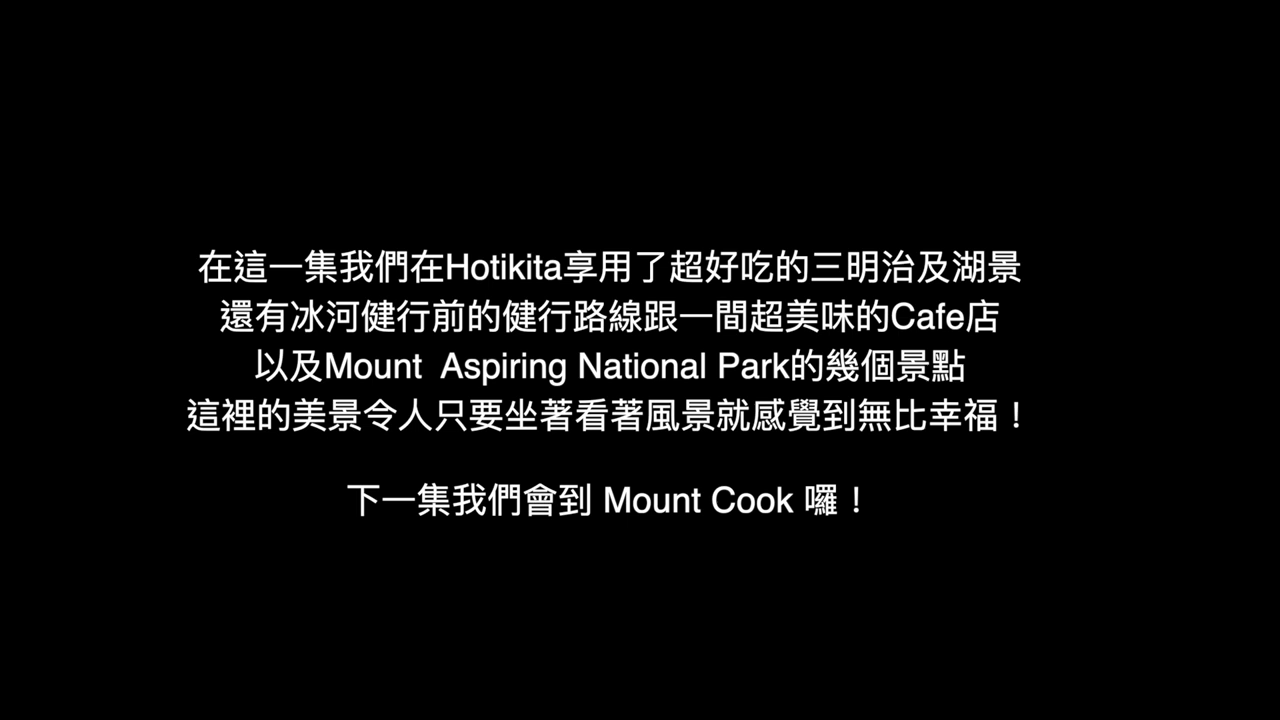 在這一集我們在Hotikita享用了超好吃的三明治及湖景
還有冰河健行前的健行路線跟一間超美味的Cafe店
以及Mount  Aspiring National Park的幾個景點
這裡的美景令人只要坐著看著風景就感覺到無比幸福！
下一集我們會到 Mount Cook 囉！